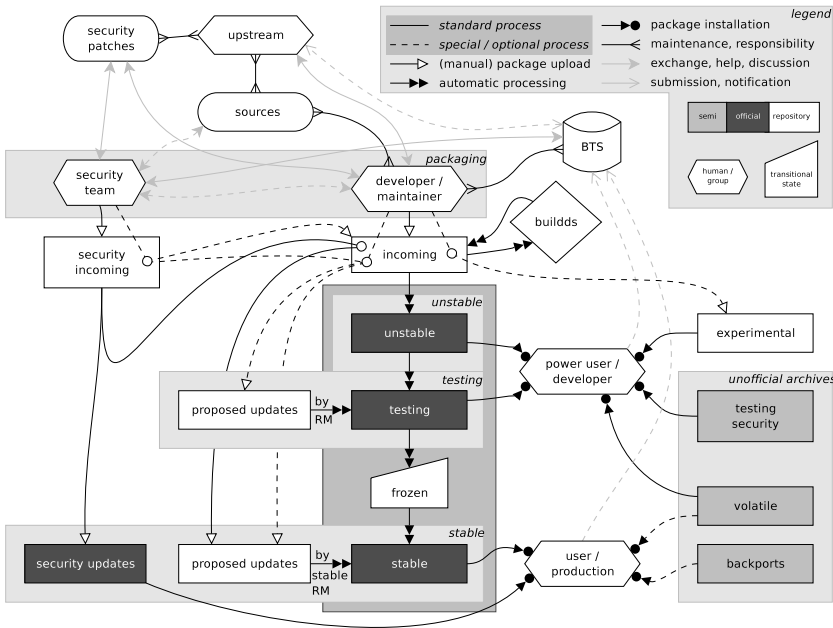 legend
standard process
special / optional process
(manual) package upload
automatic processing
package installation
maintenance, responsibility
exchange, help, discussion
submission, notification
semi
official
repository
human /
group
transitional
state
security
patches
upstream
sources
BTS
packaging
security
team
developer /
maintainer
buildds
security
incoming
incoming
unstable
unstable
experimental
power user /
developer
testing
unofficial archives
proposed updates
by
RM
testing
testing
security
frozen
volatile
stable
security updates
proposed updates
by
stable
RM
stable
user /
production
backports